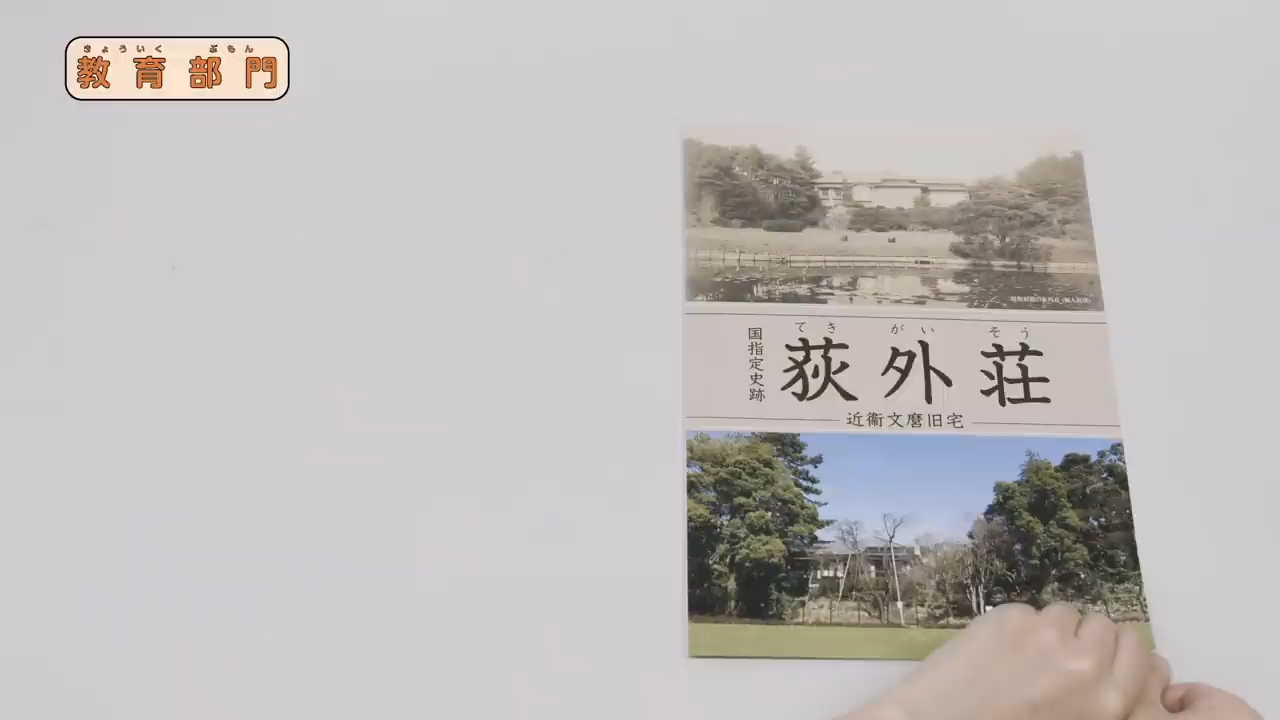 きょういく ぶもん
教育部門
国指定史跡
てき がい そう
荻外荘
近衞文麿旧宅